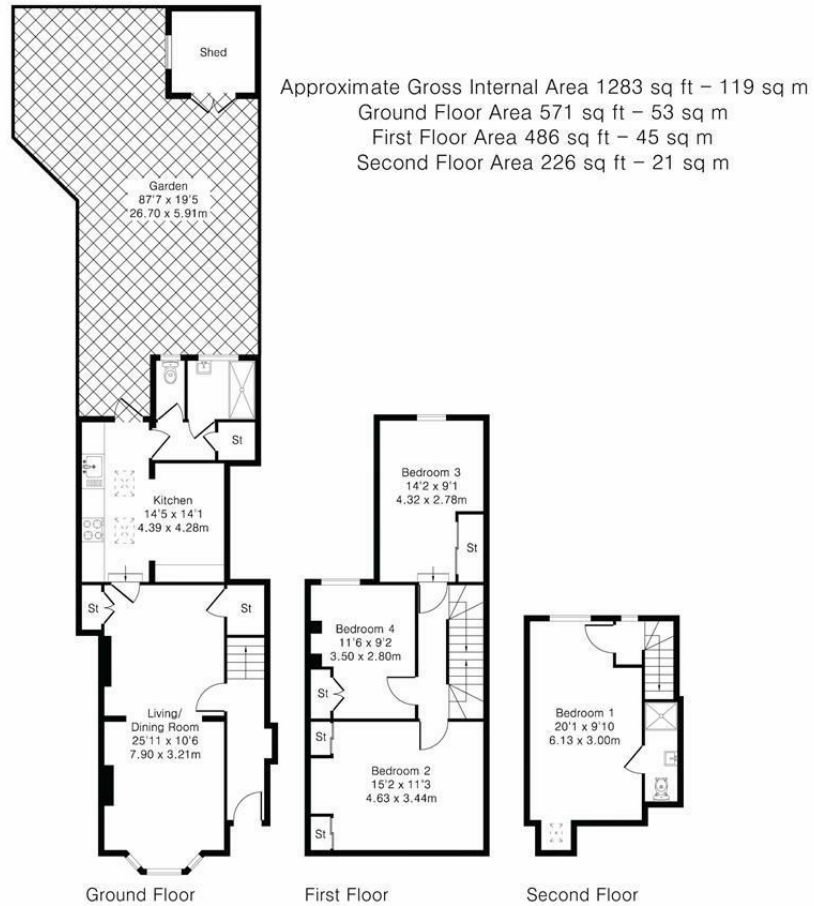 Shed
Approximate Gross Internal Area 1283 sq ft - 119 sq m
Ground Floor Area 571 sq ft - 53 sq m
First Floor Area 486 sq ft - 45 sq m
Second Floor Area 226 sq ft - 21 sq m
Garden
87'7 x 19'5
26.70 x 5.91m
St
Kitchen
14'5 x 14'1
4.39 x 4.28m
St
St
Living/
Dining Room
25'11 x 10'6
7.90 x 3.21m
Ground Floor
Bedroom 3
14'2 x 9'1
4.32 x 2.78m
St
Bedroom 4
11'6 x 9'2
3.50 x 2.80m
St
St
Bedroom 2
15'2 x 11'3
4.63 x 3.44m
St
First Floor
Bedroom 1
20'1 x 9'10
6.13 x 3.00m
Second Floor